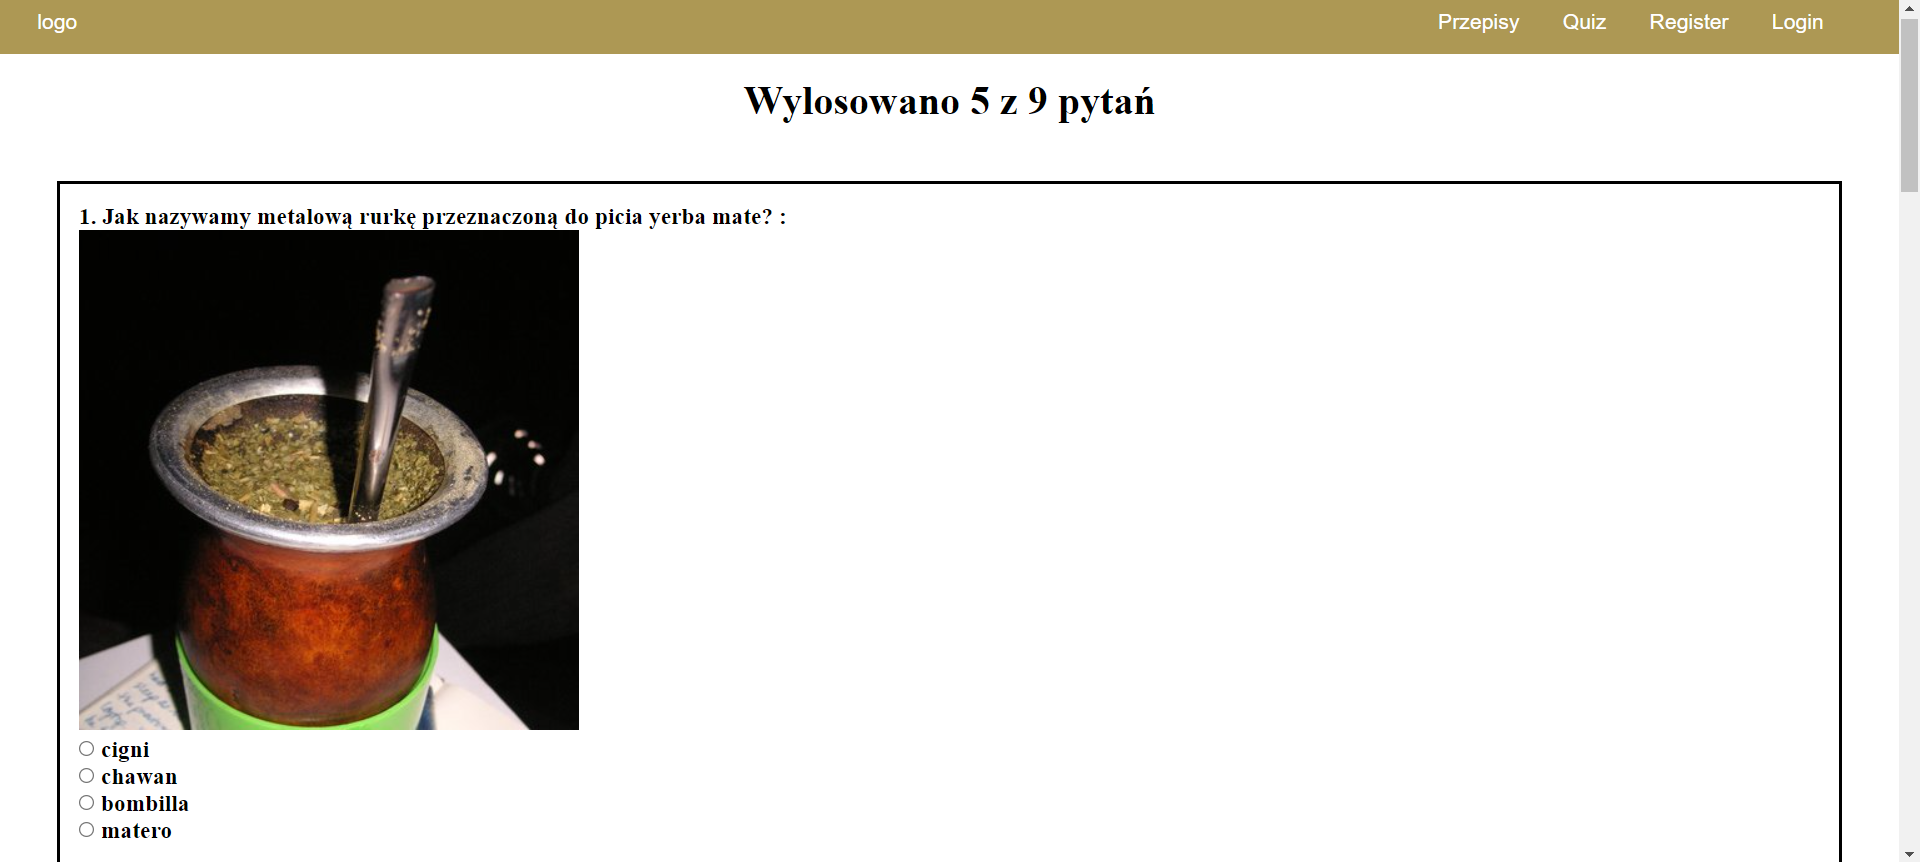 logo
Przepisy Quiz Register Login
Wylosowano 5 z 9 pytań
1. Jak nazywamy metalową rurkę przeznaczoną do picia yerba mate? :
cigni
chawan
bombilla
matero